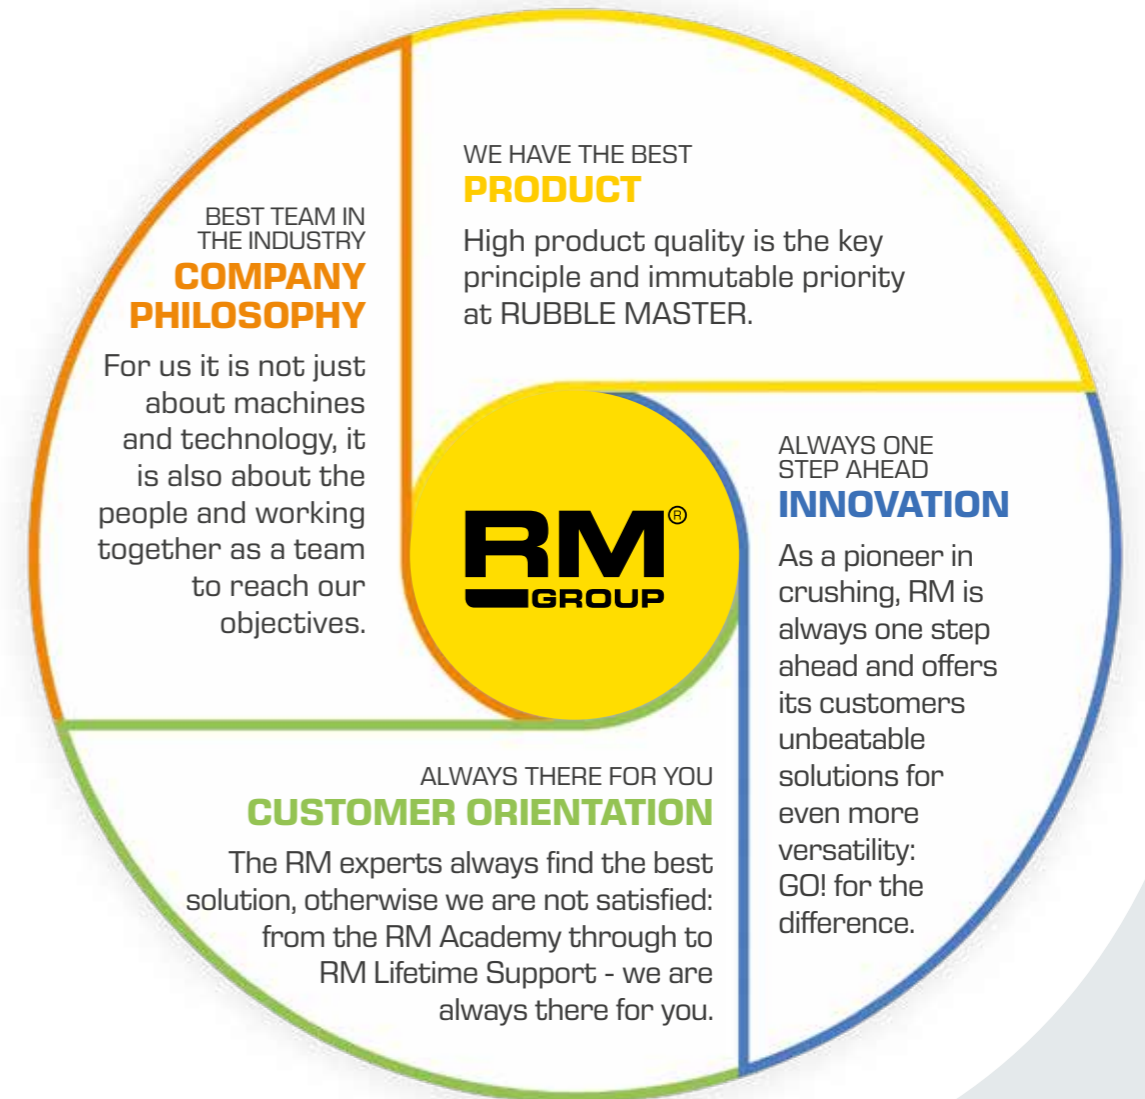 WE HAVE THE BEST
PRODUCT
High product quality is the key
principle and immutable priority
at RUBBLE MASTER.
BEST TEAM IN
THE INDUSTRY
COMPANY
PHILOSOPHY
For us it is not just
about machines
and technology, it
is also about the
people and working
together as a team
to reach our
objectives.
RM®
GROUP
ALWAYS ONE
STEP AHEAD
INNOVATION
As a pioneer in
crushing, RM is
always one step
ahead and offers
its customers
unbeatable
solutions for
even more
versatility:
GO! for the
difference.
ALWAYS THERE FOR YOU
CUSTOMER ORIENTATION
The RM experts always find the best
solution, otherwise we are not satisfied:
from the RM Academy through to
RM Lifetime Support - we are
always there for you.